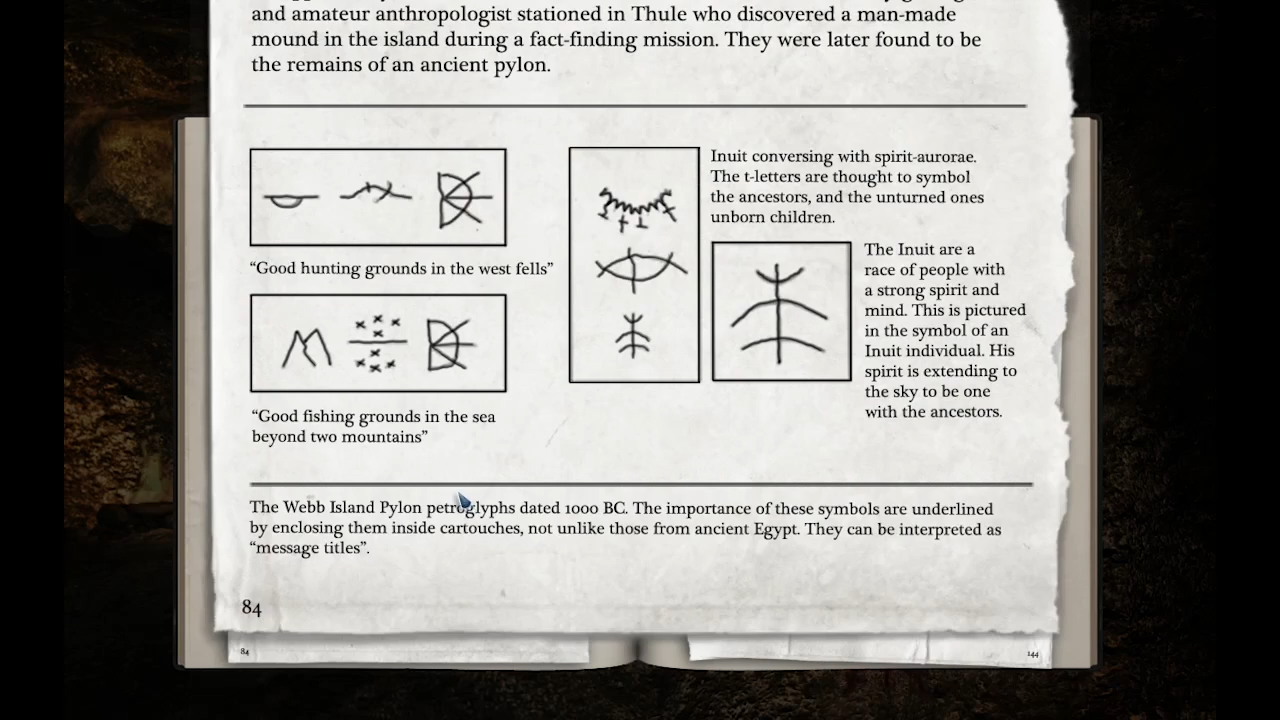 and amateur anthropologist stationed in Thule who discovered a man-made
mound in the island during a fact-finding mission. They were later found to be
the remains of an ancient pylon.
Inuit conversing with spirit-aurorae.
The t-letters are thought to symbol
the ancestors, and the unturned ones
unborn children.
"Good hunting grounds in the west fells"
The Inuit are a
race of people with
a strong spirit and
mind. This is pictured
in the symbol of an
Inuit individual. His
spirit is extending to
the sky to be one
with the ancestors.
"Good fishing grounds in the sea
beyond two mountains"
The Webb Island Pylon petroglyphs dated 1000 BC. The importance of these symbols are underlined
by enclosing them inside cartouches, not unlike those from ancient Egypt. They can be interpreted as
"message titles".
84
84
144